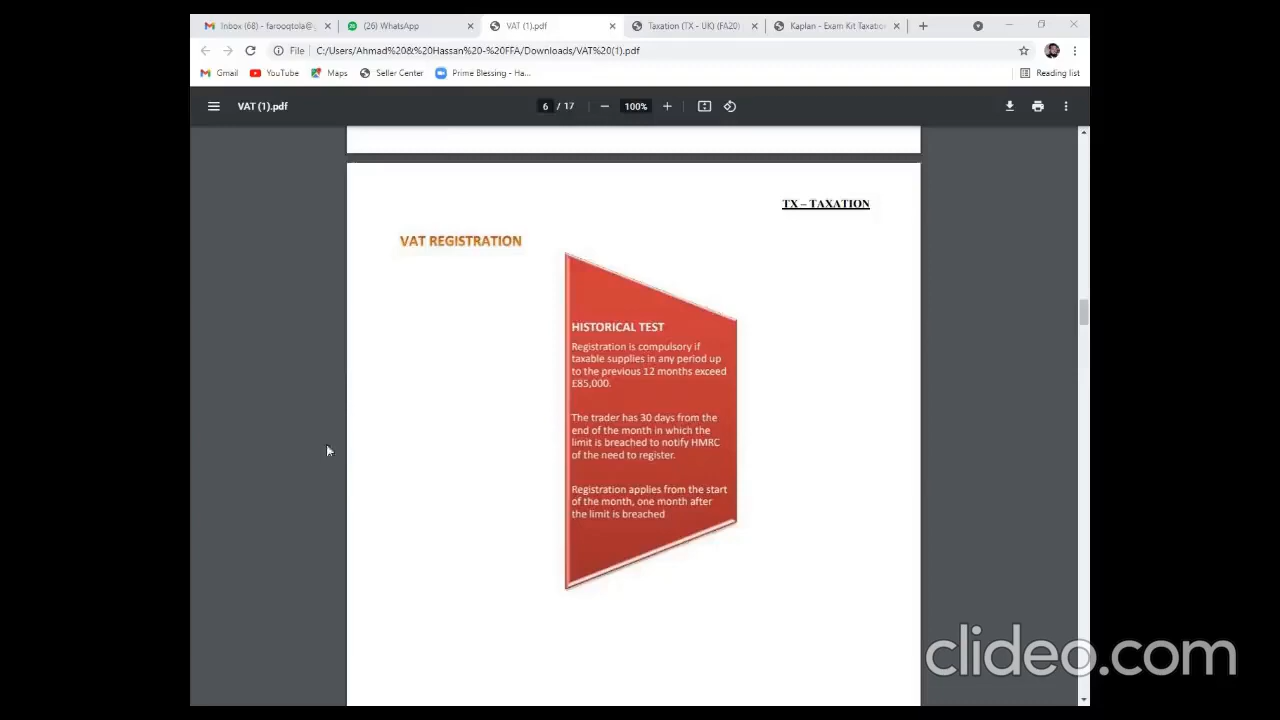 Inbox (68) - farooqtola@
(26) WhatsApp
VAT (1).pdf
Taxation (TX - UK) (FA20)
Kaplan - Exam Kit Taxatio
File
C:/Users/Ahmad%20&%20Hassan%20-%20FFA/Downloads/VAT%20(1).pdf
Gmail
YouTube
Maps
Seller Center
Prime Blessing - Ha...
Reading list
VAT (1).pdf
6 / 17
100%
TX – TAXATION
VAT REGISTRATION
HISTORICAL TEST
Registration is compulsory if
taxable supplies in any period up
to the previous 12 months exceed
£85,000.
The trader has 30 days from the
end of the month in which the
limit is breached to notify HMRC
of the need to register.
Registration applies from the start
of the month, one month after
the limit is breached
clideo.com